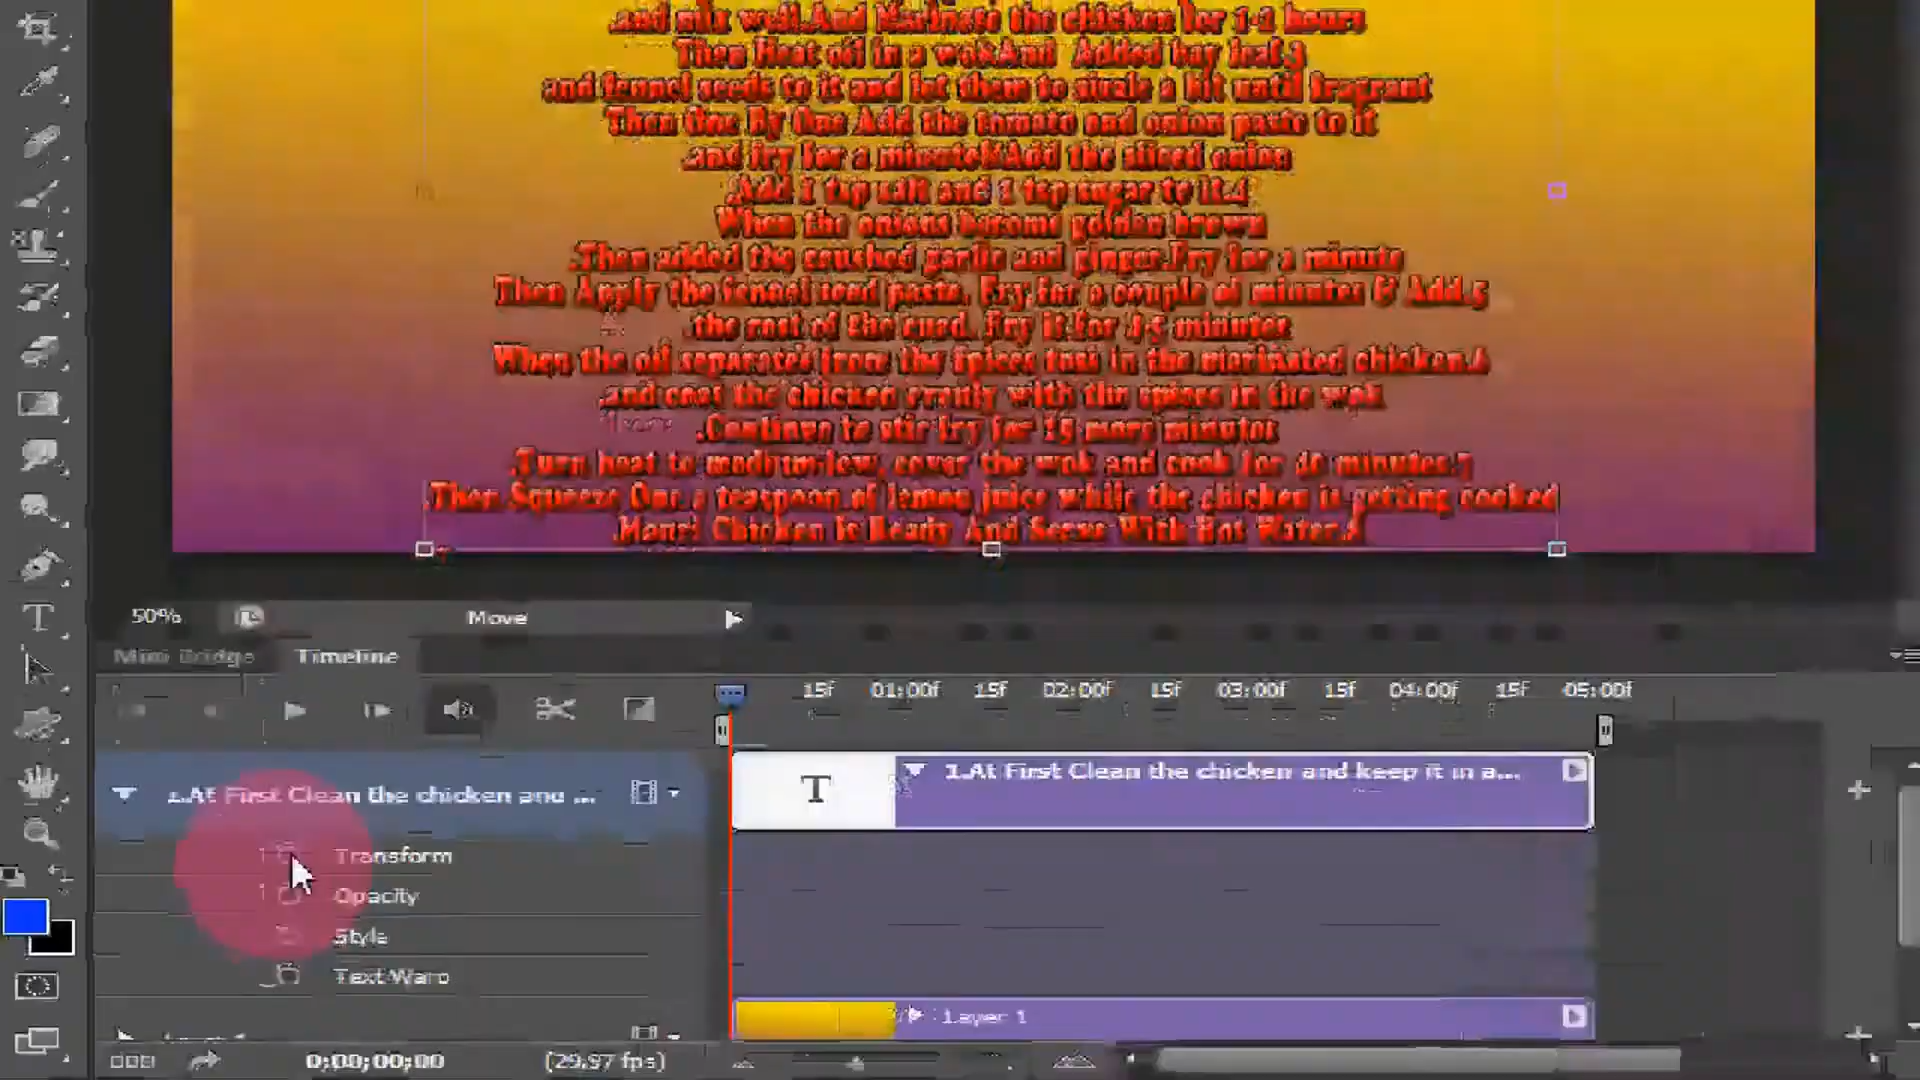 .and mix well.And Marinate the chicken for 1-2 hours
Then Heat oil in a wok.And Added bay leaf.3
and fennel seeds to it and let them to sizzle a bit until fragrant
Then One By One Add the tomato and onion paste to it
.and fry for a minute&Add the sliced onion
.Add 1 tsp salt and 1 tsp sugar to it.4
When the onions become golden brown
.Then added the crushed garlic and ginger.Fry for a minute
Then Apply the fennel seed paste. Fry for a couple of minutes & Add.5
.the rest of the curd. Fry it for 4-5 minutes
When the oil separates from the spices toss in the marinated chicken.6
.and coat the chicken evenly with the spices in the wok
.Continue to stir fry for 15 more minutes
.Turn heat to medium-low, cover the wok and cook for 40 minutes.7
.Then Squeeze One a teaspoon of lemon juice while the chicken is getting cooked
Chicken Is Ready And Serve With Hot Water.8
50%
Move
Mini Bridge
Timeline
15f 01:00f 15f 02:00f 15f 03:00f 15f 04:00f 15f 05:00f
1.At First Clean the chicken and ...
T
1.At First Clean the chicken and keep it in a...
Transform
Opacity
Style
Text Warp
Layer 1
0;00;00;00
(29.97 fps)